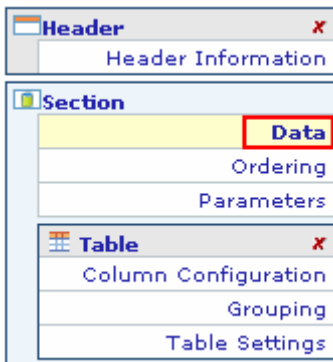 Header x
Header Information
Section
Data
Ordering
Parameters
Table x
Column Configuration
Grouping
Table Settings